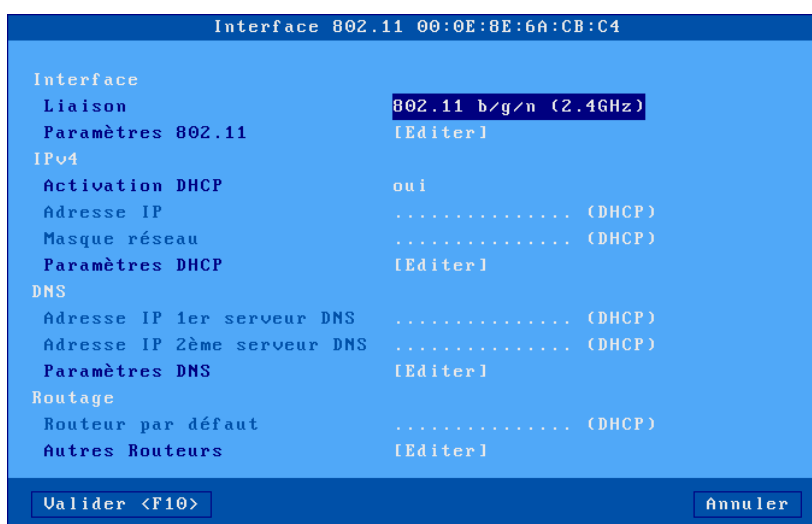 Interface 802.11 00:0E:8E:6A:CB:C4
Interface
Liaison 802.11 b/g/n (2.4GHz)
Paramètres 802.11 [Editer]
IPv4
Activation DHCP oui
Adresse IP ............... (DHCP)
Masque réseau ............... (DHCP)
Paramètres DHCP [Editer]
DNS
Adresse IP 1er serveur DNS ............... (DHCP)
Adresse IP 2ème serveur DNS ............... (DHCP)
Paramètres DNS [Editer]
Routage
Routeur par défaut ............... (DHCP)
Autres Routeurs [Editer]
Valider <F10> Annuler